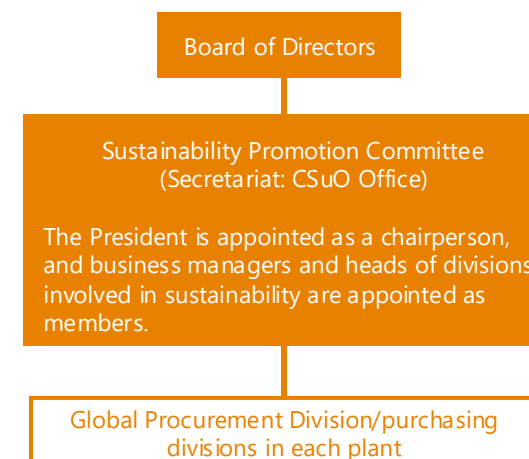 Board of Directors
Sustainability Promotion Committee
(Secretariat: CSuO Office)
The President is appointed as a chairperson,
and business managers and heads of divisions
involved in sustainability are appointed as
members.
Global Procurement Division/purchasing
divisions in each plant